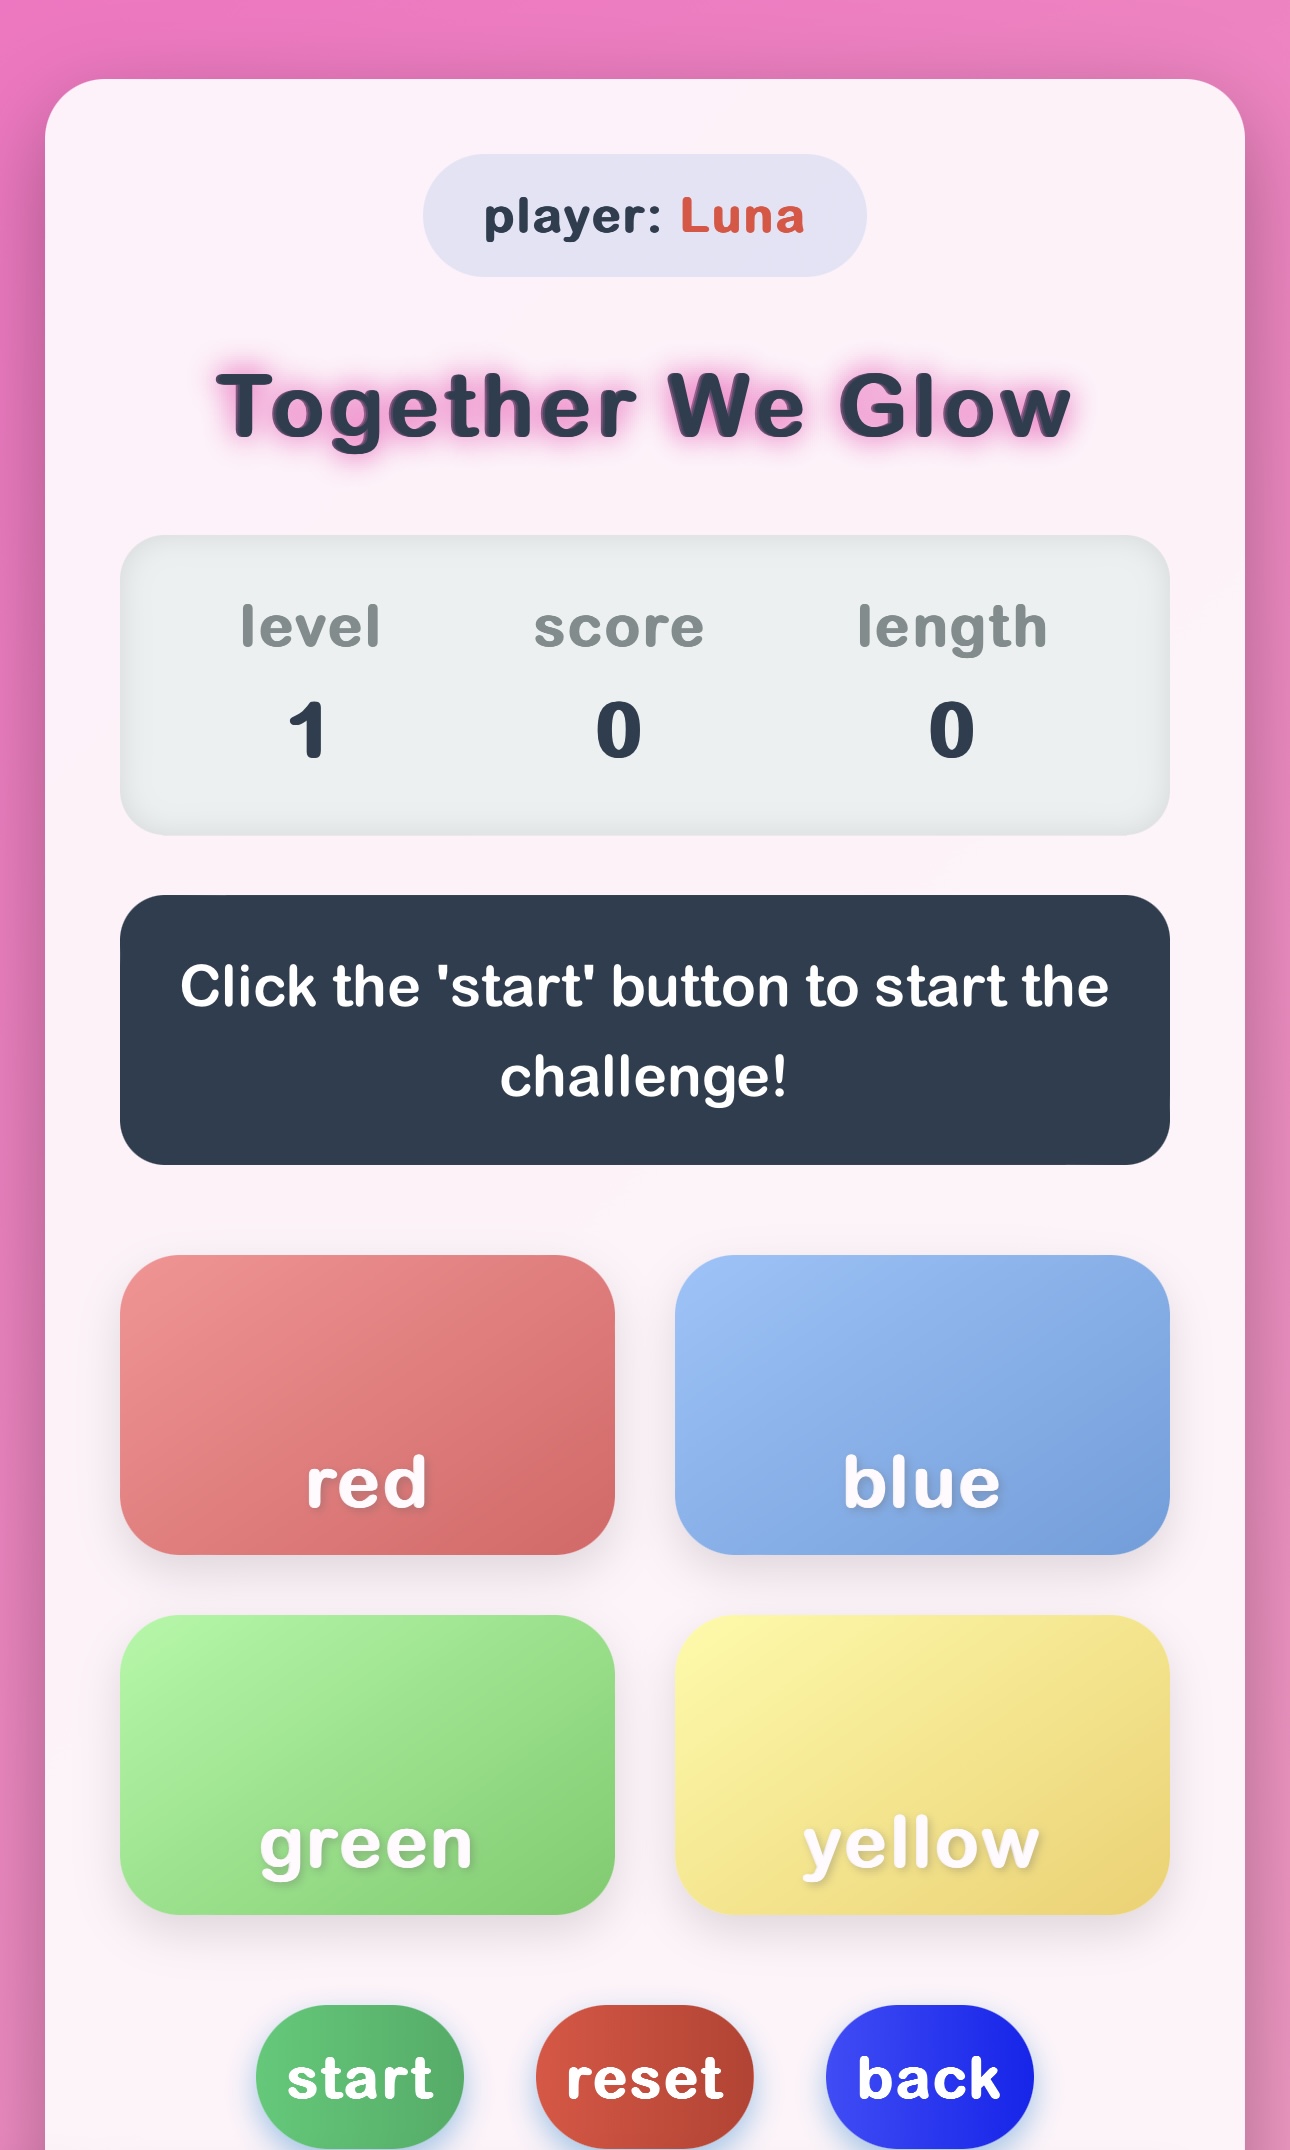 player: Luna
Together We Glow
level score length
1 0 0
Click the 'start' button to start the
challenge!
red blue
green yellow
start reset back